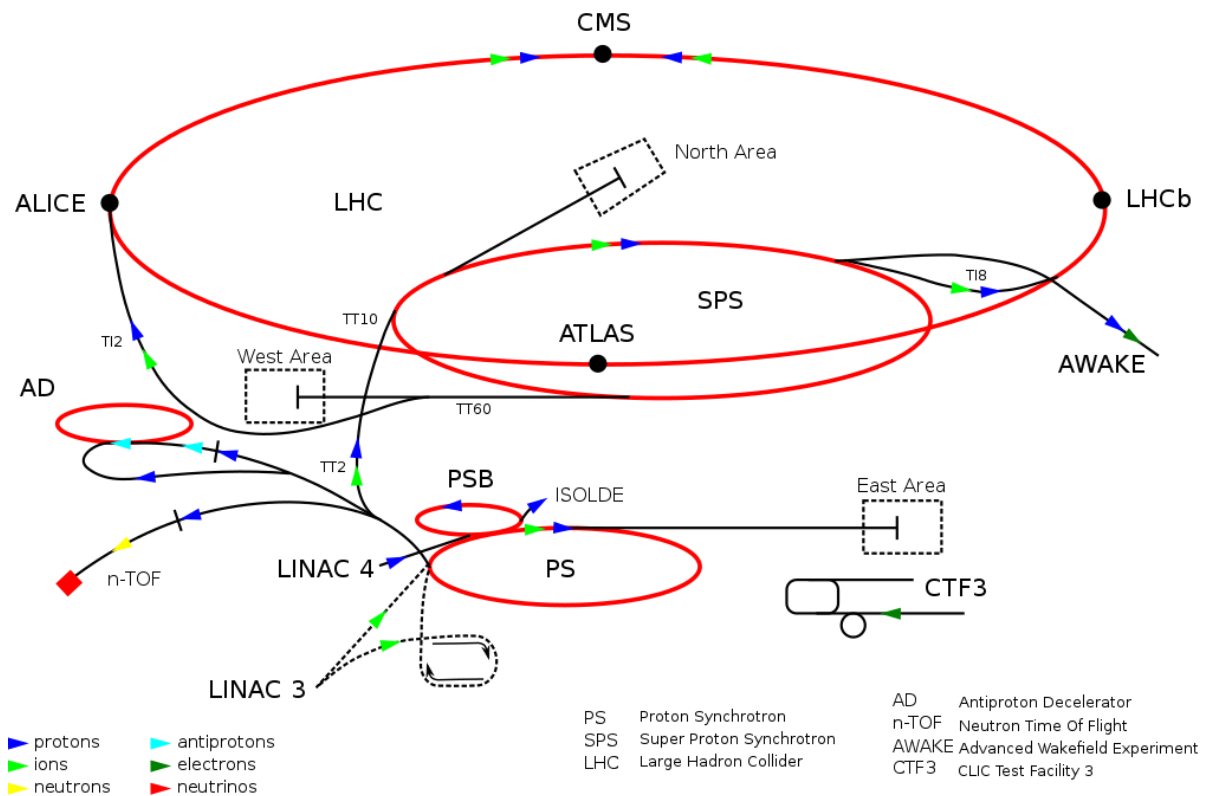 CMS
North Area
ALICE
LHC
LHCb
TI8
SPS
TT10
ATLAS
TI2
West Area
AWAKE
AD
TT60
TT2
PSB
ISOLDE
East Area
LINAC 4
PS
n-TOF
CTF3
LINAC 3
protons
ions
neutrons
antiprotons
electrons
neutrinos
PS Proton Synchrotron
SPS Super Proton Synchrotron
LHC Large Hadron Collider
AD Antiproton Decelerator
n-TOF Neutron Time Of Flight
AWAKE Advanced Wakefield Experiment
CTF3 CLIC Test Facility 3